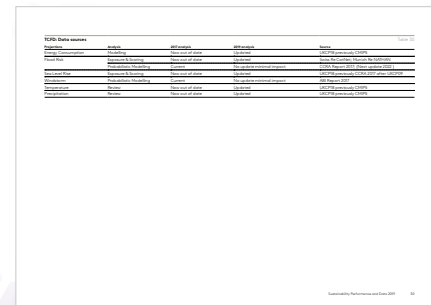 TCFD: Data sources Table 10
Projections Analysis 2017 analysis 2019 analysis Source
Energy Consumption Modelling Now out of date Updated UKCP18 previously CMIP5
Flood Risk Exposure & Scoring Now out of date Updated Swiss Re CatNet, Munich Re NATHAN
Probabilistic Modelling Current No update minimal impact CCRA Report 2017, (Next update 2022)
Sea Level Rise Exposure & Scoring Now out of date Updated UKCP18 previously CCRA 2017 after UKCP09
Windstorm Probabilistic Modelling Current No update minimal impact ABI Report 2017
Temperature Review Now out of date Updated UKCP18 previously CMIP5
Precipitation Review Now out of date Updated UKCP18 previously CMIP5
Sustainability Performance and Data 2019